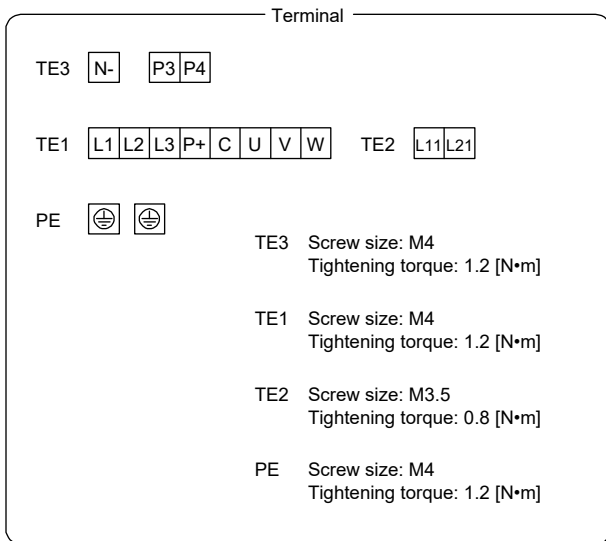 Terminal
TE3 N- P3 P4
TE1 L1 L2 L3 P+ C U V W TE2 L11 L21
PE
TE3 Screw size: M4
Tightening torque: 1.2 [N•m]
TE1 Screw size: M4
Tightening torque: 1.2 [N•m]
TE2 Screw size: M3.5
Tightening torque: 0.8 [N•m]
PE Screw size: M4
Tightening torque: 1.2 [N•m]